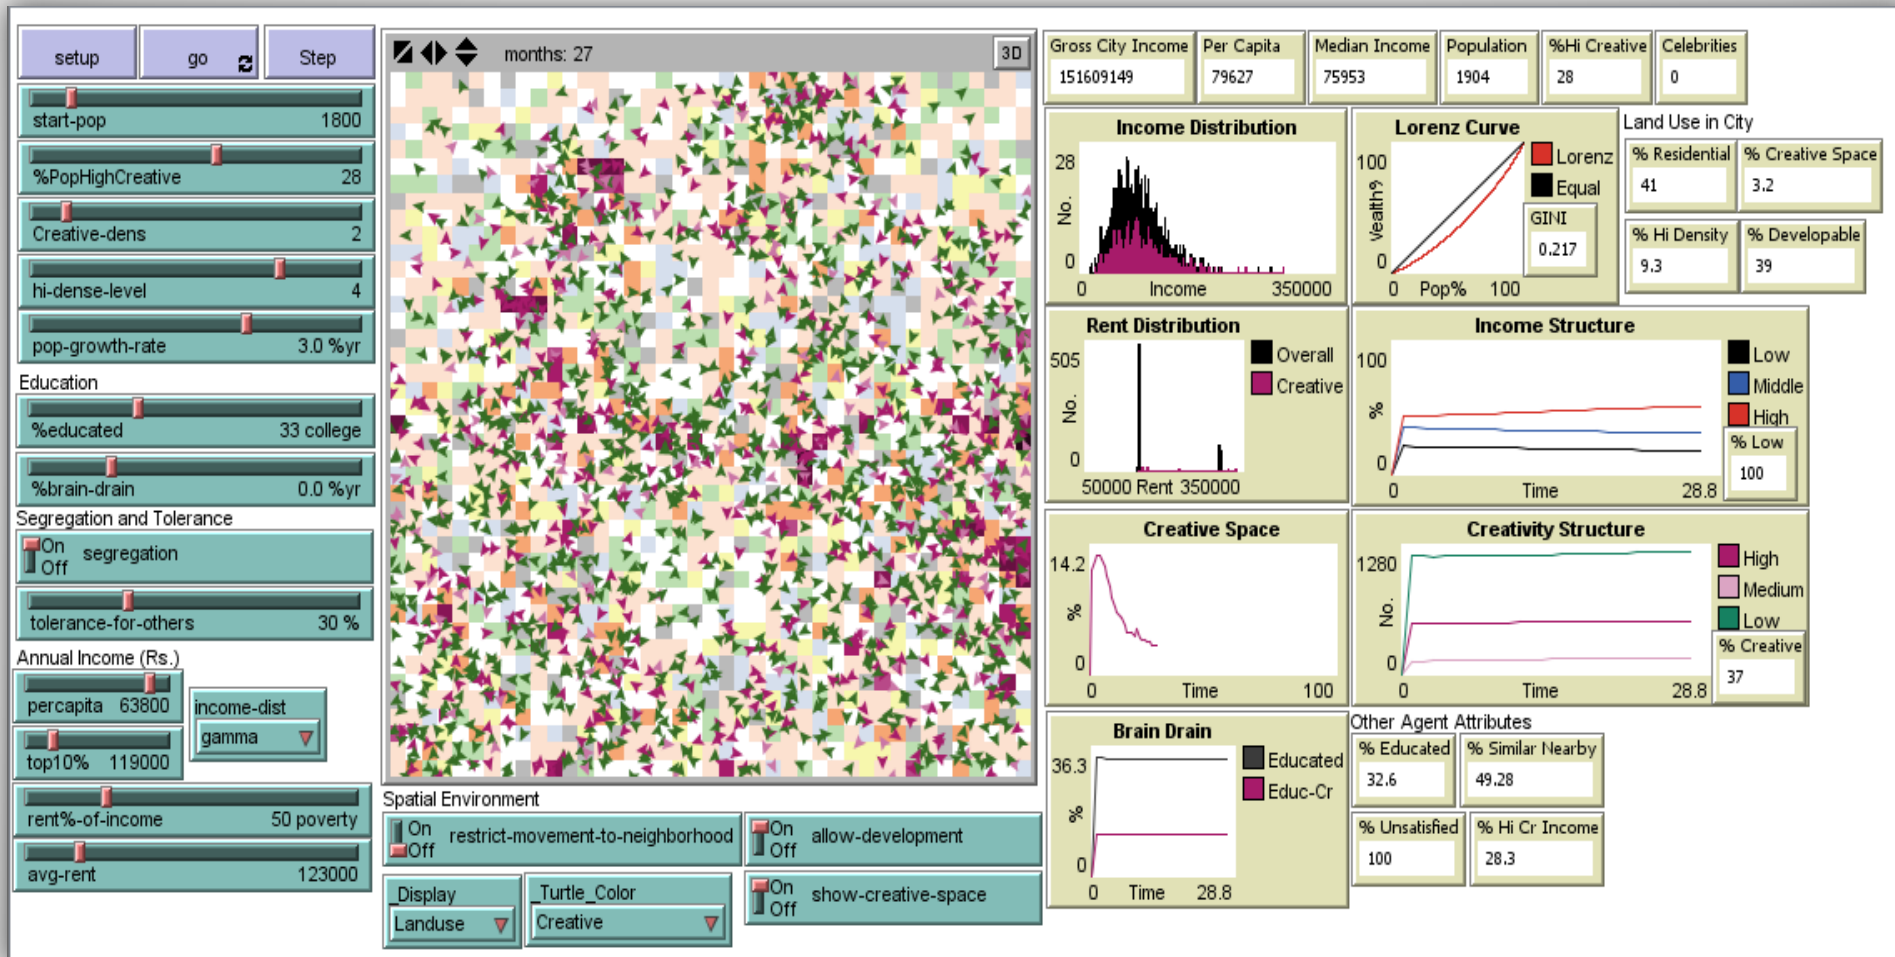 setup
go
Step
start-pop 1800
%PopHighCreative 28
Creative-dens 2
hi-dense-level 4
pop-growth-rate 3.0 %yr
Education
%educated 33 college
%brain-drain 0.0 %yr
Segregation and Tolerance
On
Off
segregation
tolerance-for-others 30 %
Annual Income (Rs.)
percapita 63800
top10% 119000
income-dist
gamma
rent%-of-income 50 poverty
avg-rent 123000
months: 27
3D
Spatial Environment
On
Off
restrict-movement-to-neighborhood
On
Off
allow-development
_Display
Landuse
_Turtle_Color
Creative
On
Off
show-creative-space
Gross City Income
151609149
Per Capita
79627
Median Income
75953
Population
1904
%Hi Creative
28
Celebrities
0
Income Distribution
28
No.
0
0 Income 350000
Lorenz Curve
100
Wealth%
0
0 Pop% 100
Lorenz
Equal
GINI
0.217
Land Use in City
% Residential
41
% Creative Space
3.2
% Hi Density
9.3
% Developable
39
Rent Distribution
505
No.
0
50000 Rent 350000
Overall
Creative
Income Structure
100
%
0
0 Time 28.8
Low
Middle
High
% Low
100
Creative Space
14.2
%
0
0 Time 100
Creativity Structure
1280
No.
0
0 Time 28.8
High
Medium
Low
% Creative
37
Brain Drain
36.3
%
0
0 Time 28.8
Educated
Educ-Cr
Other Agent Attributes
% Educated
32.6
% Similar Nearby
49.28
% Unsatisfied
100
% Hi Cr Income
28.3